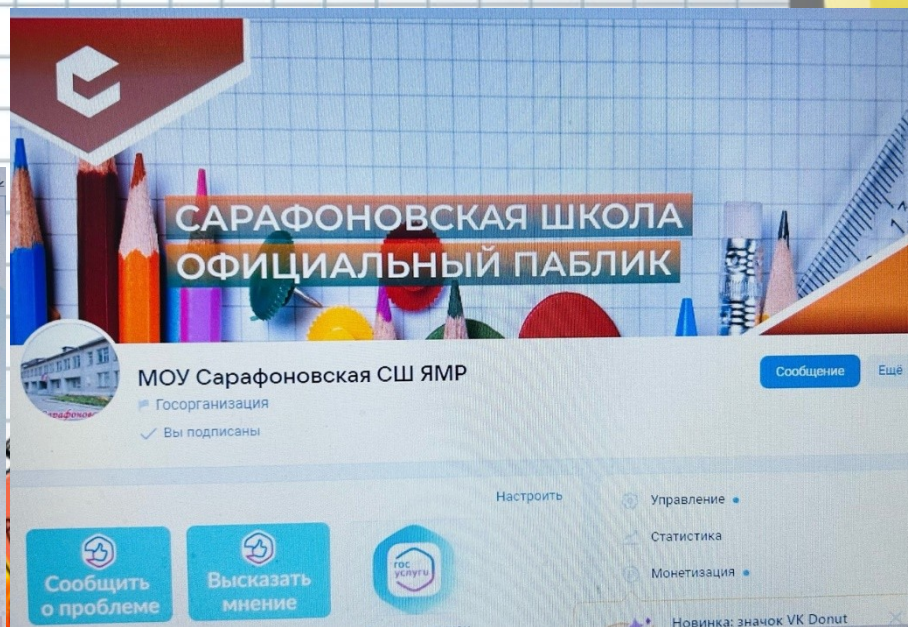 САРАФОНОВСКАЯ ШКОЛА
ОФИЦИАЛЬНЫЙ ПАБЛИК
МОУ Сарафоновская СШ ЯМР
Госорганизация
Вы подписаны
Сообщение
Ещё
Настроить
Сообщить
о проблеме
Высказать
мнение
гос
услуги
Управление
Статистика
Монетизация
Новинка: значок VK Donut